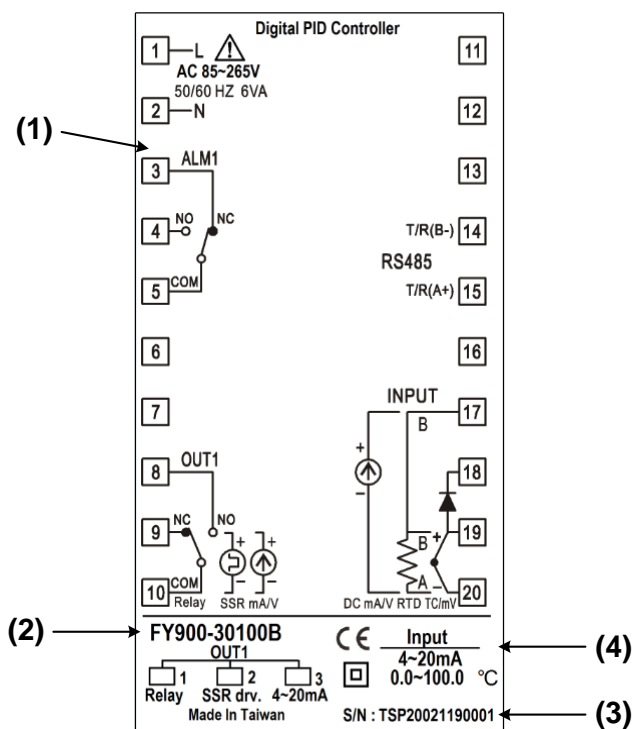 Digital PID Controller
1 L 11
AC 85~265V
50/60 HZ 6VA
2 N 12
(1)
3 ALM1 13
4 NO NC T/R(B-) 14
RS485
5 COM T/R(A+) 15
6 16
7 INPUT 17
B
8 OUT1 + − 18
9 NC NO + + B + 19
10 COM − − A − 20
Relay SSR mA/V DC mA/V RTD TC/mV
(2) FY900-30100B CE Input (4)
OUT1 4~20mA
1 2 3 0.0~100.0 °C
Relay SSR drv. 4~20mA
Made In Taiwan S/N : TSP20021190001 (3)